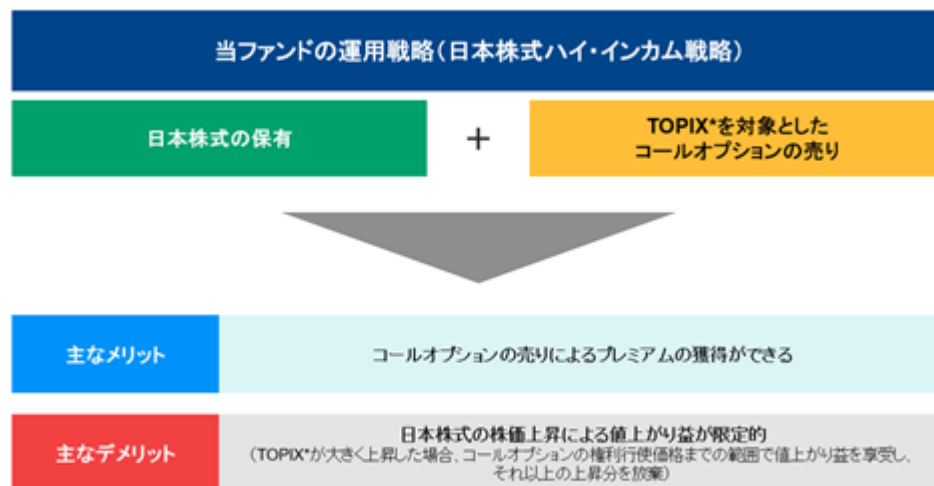 当ファンドの運用戦略(日本株式ハイ・インカム戦略)
日本株式の保有
+
TOPIX*を対象とした
コールオプションの売り
主なメリット
コールオプションの売りによるプレミアムの獲得ができる
主なデメリット
日本株式の株価上昇による値上がり益が限定的
(TOPIX*が大きく上昇した場合、コールオプションの権利行使価格までの範囲で値上がり益を享受し、
それ以上の上昇分を放棄)